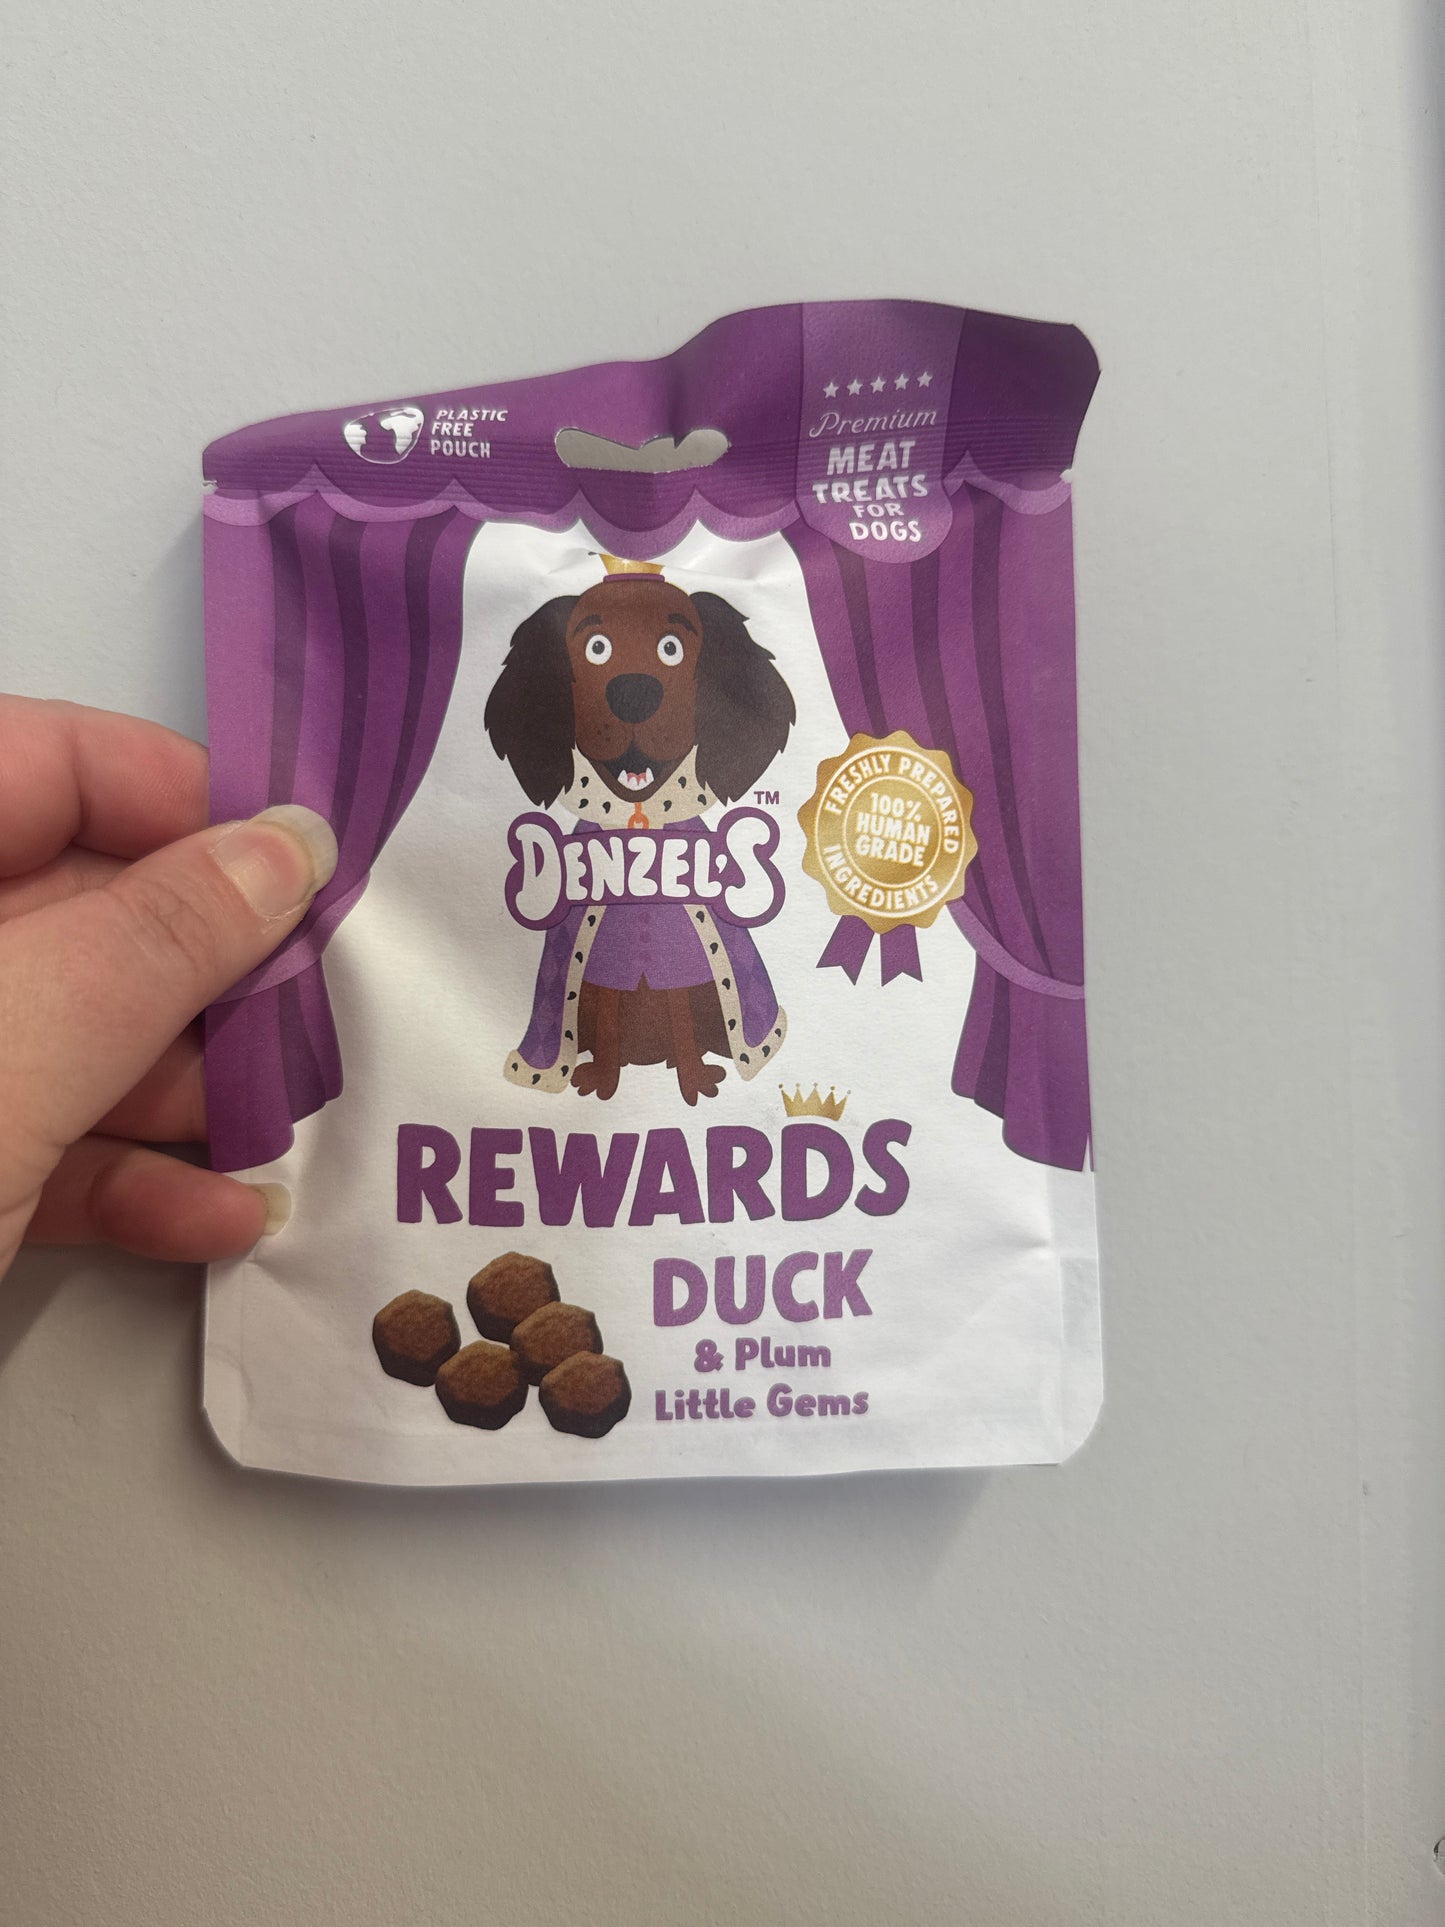 PLASTIC
FREE
POUCH
Premium
MEAT
TREATS
FOR
DOGS
DENZEL'S™
FRESHLY PREPARED
100%
HUMAN
GRADE
INGREDIENTS
REWARDS
DUCK
& Plum
Little Gems